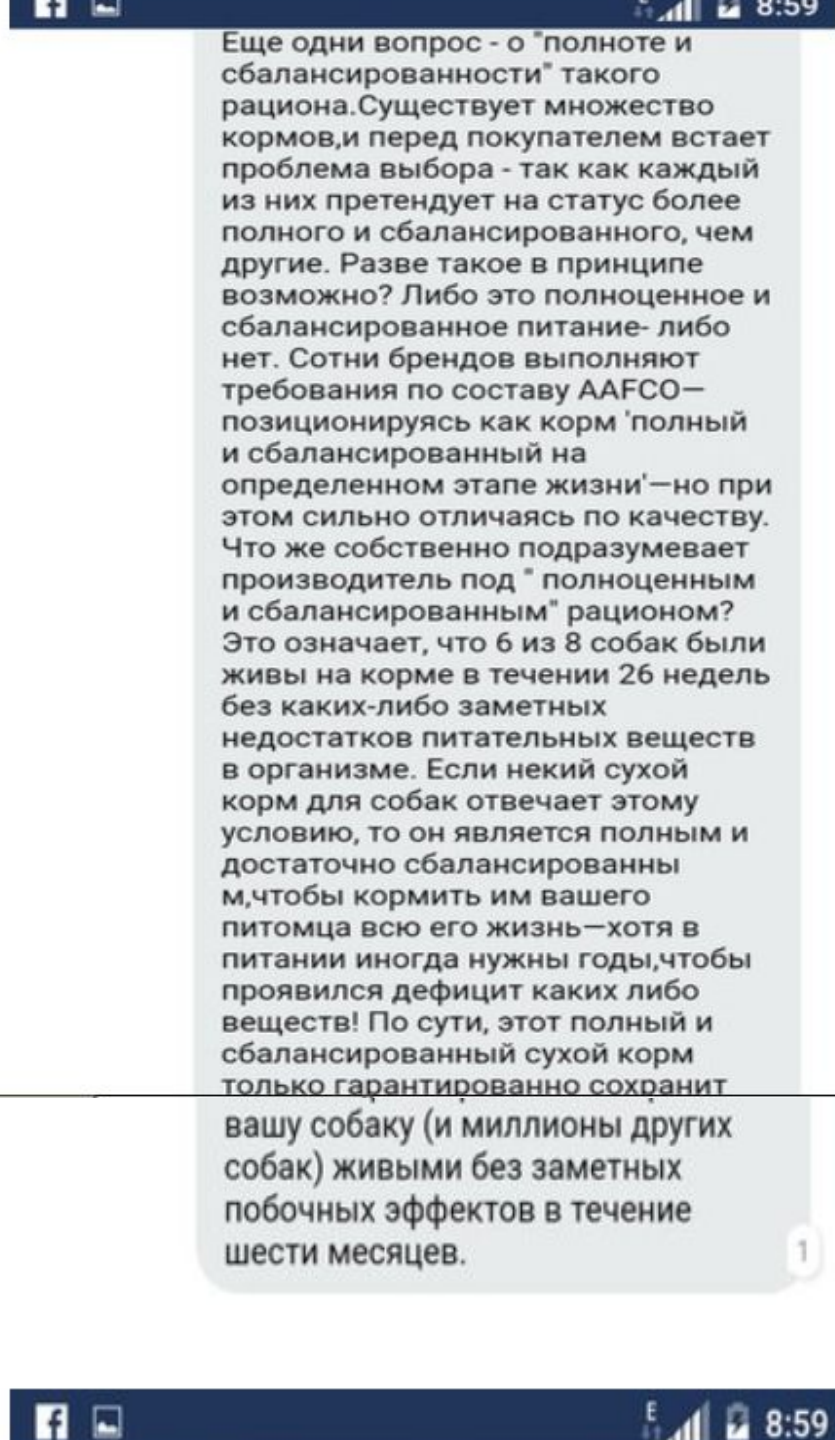 8:59
Еще одни вопрос - о "полноте и
сбалансированности" такого
рациона.Существует множество
кормов,и перед покупателем встает
проблема выбора - так как каждый
из них претендует на статус более
полного и сбалансированного, чем
другие. Разве такое в принципе
возможно? Либо это полноценное и
сбалансированное питание- либо
нет. Сотни брендов выполняют
требования по составу AAFCO—
позиционируясь как корм 'полный
и сбалансированный на
определенном этапе жизни'—но при
этом сильно отличаясь по качеству.
Что же собственно подразумевает
производитель под " полноценным
и сбалансированным" рационом?
Это означает, что 6 из 8 собак были
живы на корме в течении 26 недель
без каких-либо заметных
недостатков питательных веществ
в организме. Если некий сухой
корм для собак отвечает этому
условию, то он является полным и
достаточно сбалансированны
м,чтобы кормить им вашего
питомца всю его жизнь—хотя в
питании иногда нужны годы,чтобы
проявился дефицит каких либо
веществ! По сути, этот полный и
сбалансированный сухой корм
только гарантированно сохранит
вашу собаку (и миллионы других
собак) живыми без заметных
побочных эффектов в течение
шести месяцев.
1
E 8:59